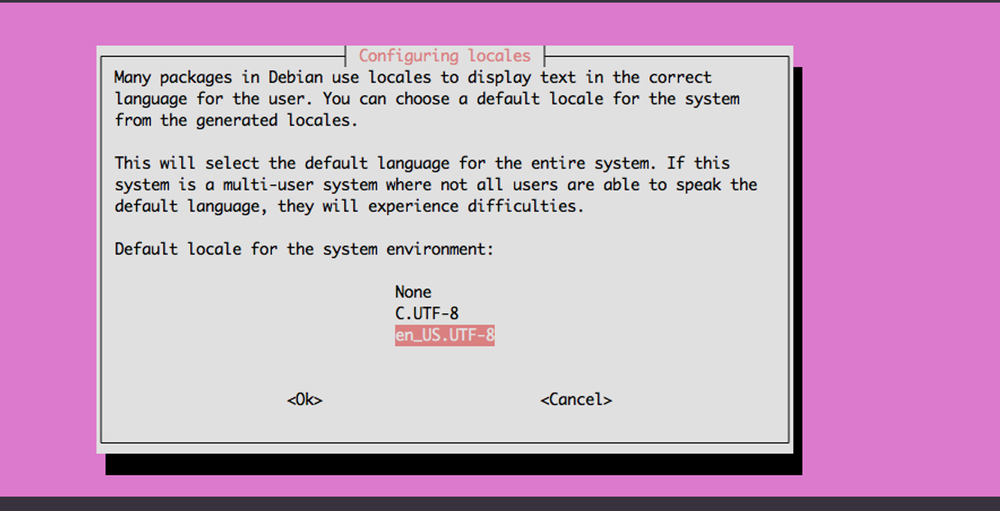 Configuring locales
Many packages in Debian use locales to display text in the correct
language for the user. You can choose a default locale for the system
from the generated locales.
This will select the default language for the entire system. If this
system is a multi-user system where not all users are able to speak the
default language, they will experience difficulties.
Default locale for the system environment:
None
C.UTF-8
en_US.UTF-8
<Ok> <Cancel>